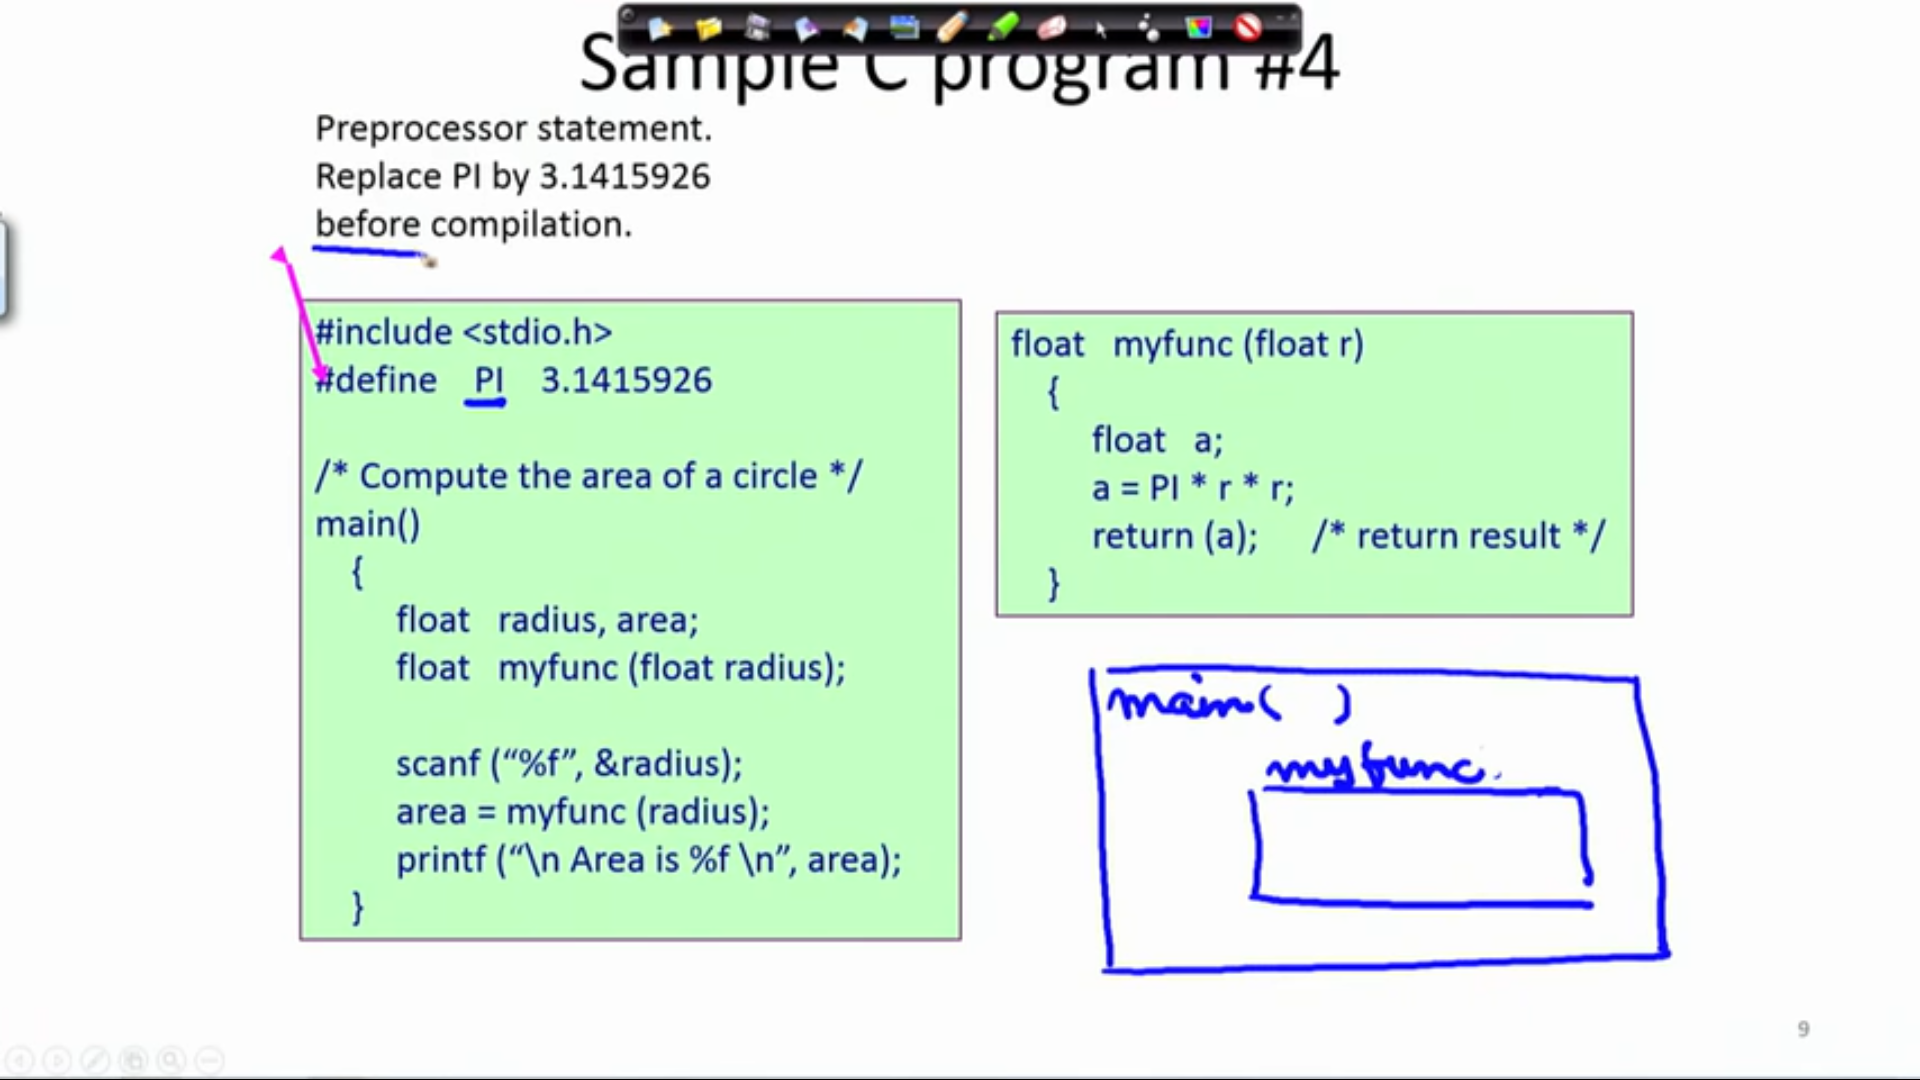 Sample C program #4
Preprocessor statement.
Replace PI by 3.1415926
before compilation.
#include <stdio.h>
#define PI 3.1415926
/* Compute the area of a circle */
main()
{
float radius, area;
float myfunc (float radius);
scanf (“%f”, &radius);
area = myfunc (radius);
printf (“\n Area is %f \n”, area);
}
float myfunc (float r)
{
float a;
a = PI * r * r;
return (a); /* return result */
}
main( )
myfunc.
9